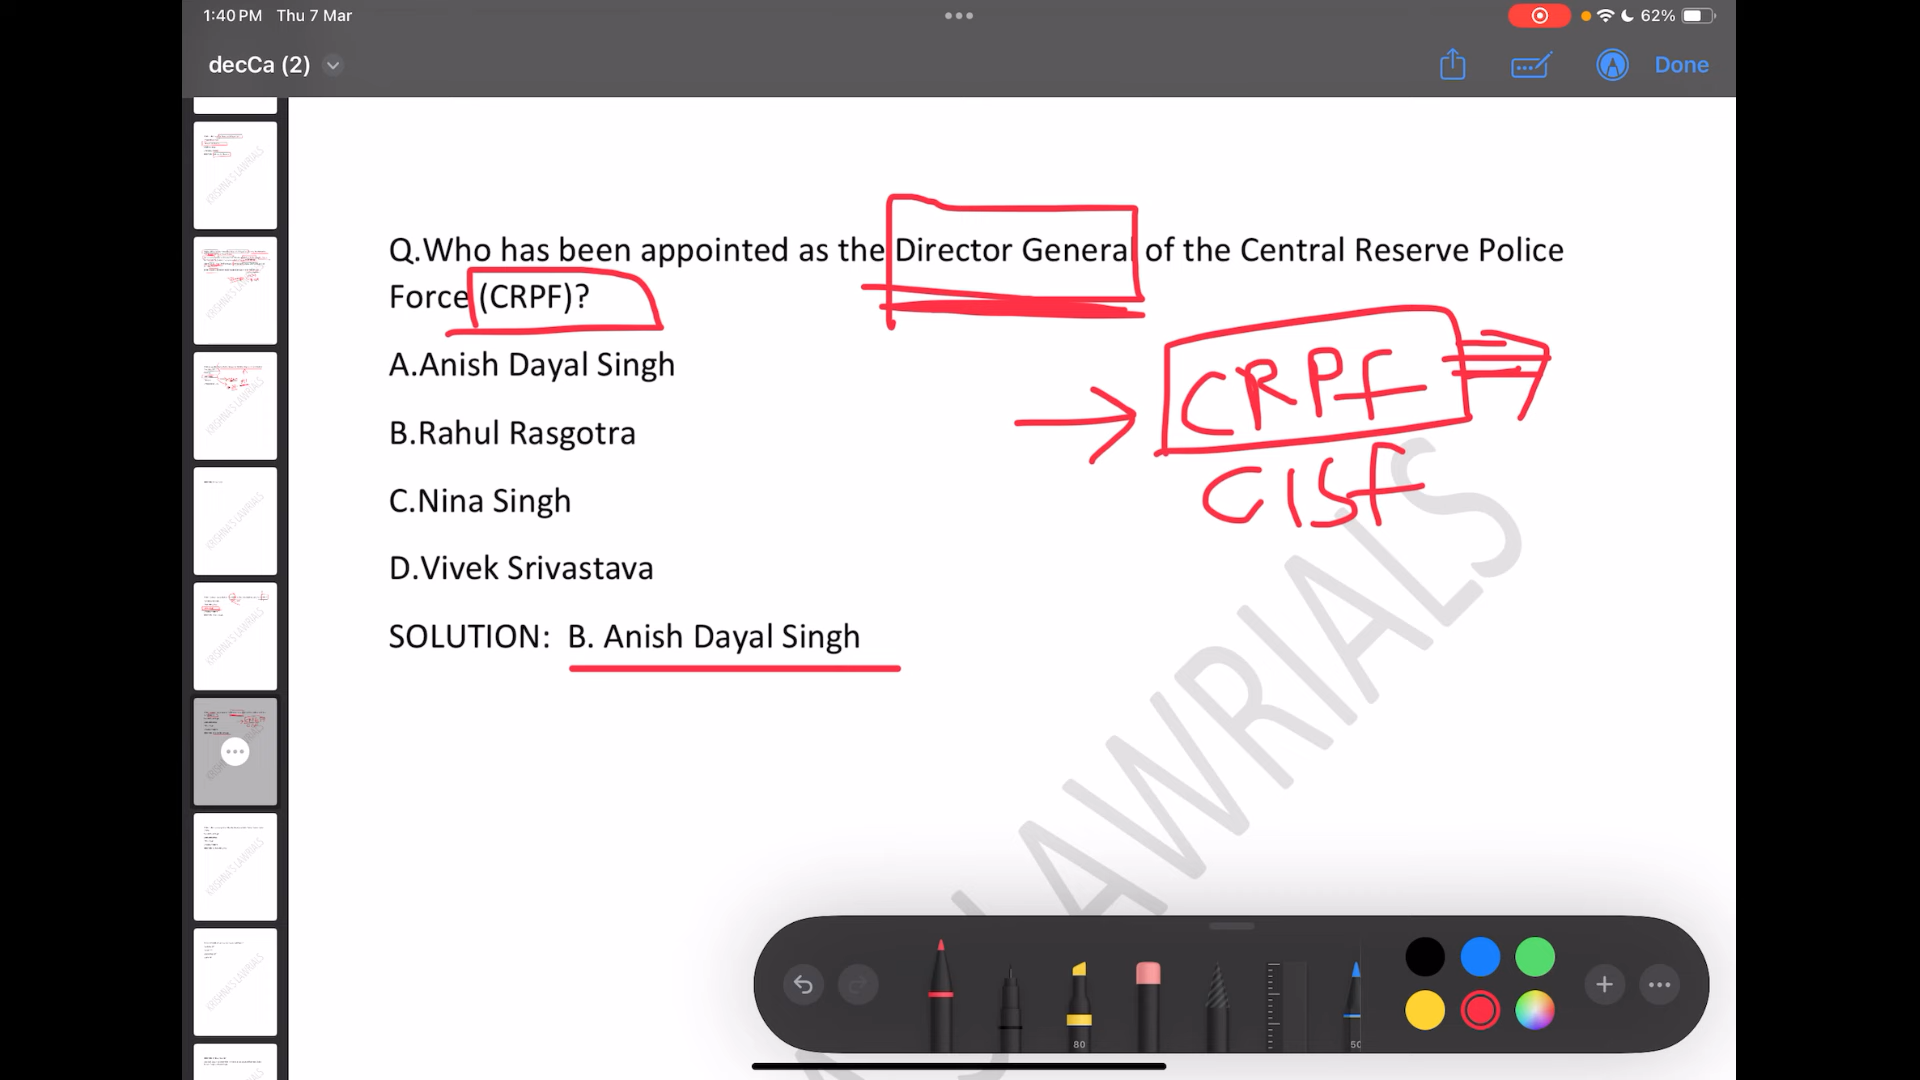 1:40 PM Thu 7 Mar
62%
decCa (2)
Done
Q.Who has been appointed as the Director General of the Central Reserve Police
Force (CRPF)?
A.Anish Dayal Singh
B.Rahul Rasgotra
C.Nina Singh
D.Vivek Srivastava
SOLUTION: B. Anish Dayal Singh
CRPF
CISF
LAWRIALS
80
50